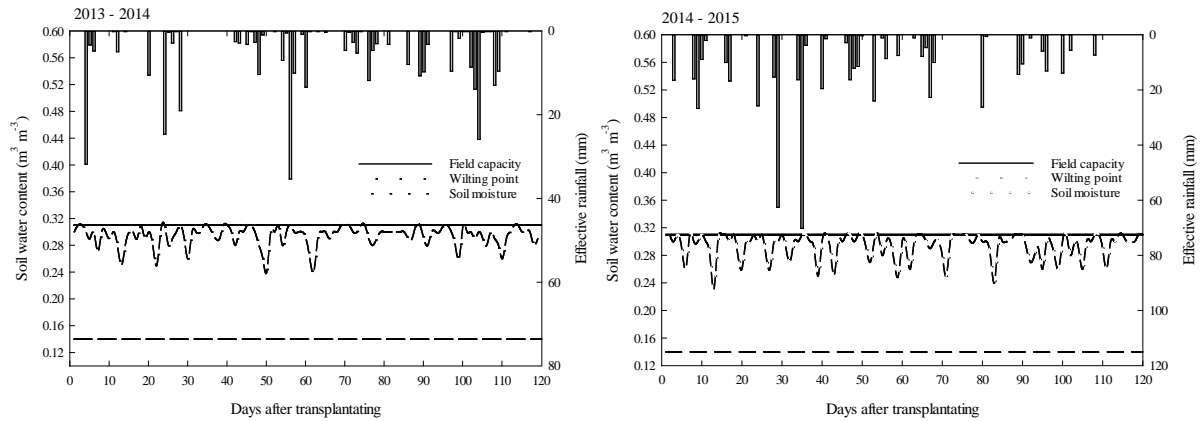 2013 - 2014
0.60
0.56
0.52
0.48
0.44
0.40
0.36
0.32
0.28
0.24
0.20
0.16
0.12
Soil water content (m³ m⁻³)
0
20
40
60
80
Effective rainfall (mm)
Field capacity
Wilting point
Soil moisture
0 10 20 30 40 50 60 70 80 90 100 110 120
Days after transplantating
2014 - 2015
0.60
0.56
0.52
0.48
0.44
0.40
0.36
0.32
0.28
0.24
0.20
0.16
0.12
Soil water content (m³ m⁻³)
0
20
40
60
80
100
120
Effective rainfall (mm)
Field capacity
Wilting point
Soil moisture
0 10 20 30 40 50 60 70 80 90 100 110 120
Days after transplantating